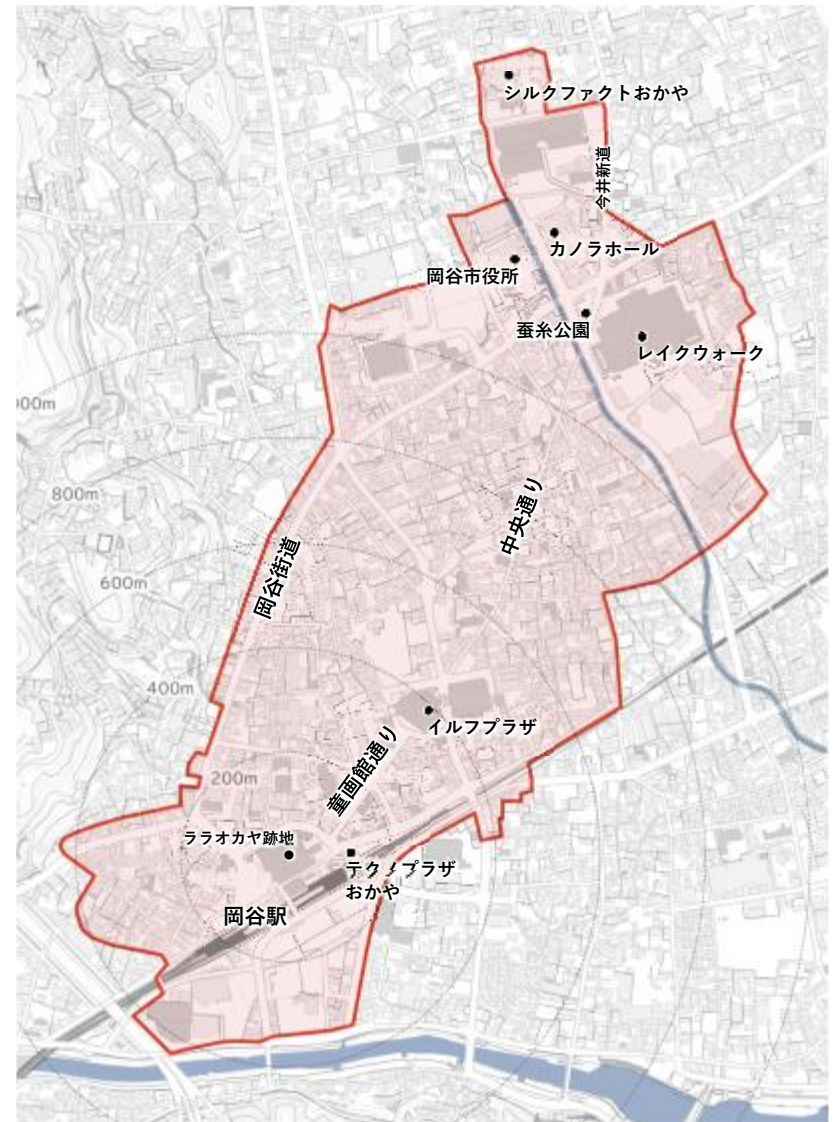 シルクファクトおかや
今井新道
カノラホール
岡谷市役所
蚕糸公園
レイクウォーク
000m
800m
中央通り
岡谷街道
600m
400m
イルフプラザ
童画館通り
200m
ララオカヤ跡地
テクノプラザ
おかや
岡谷駅